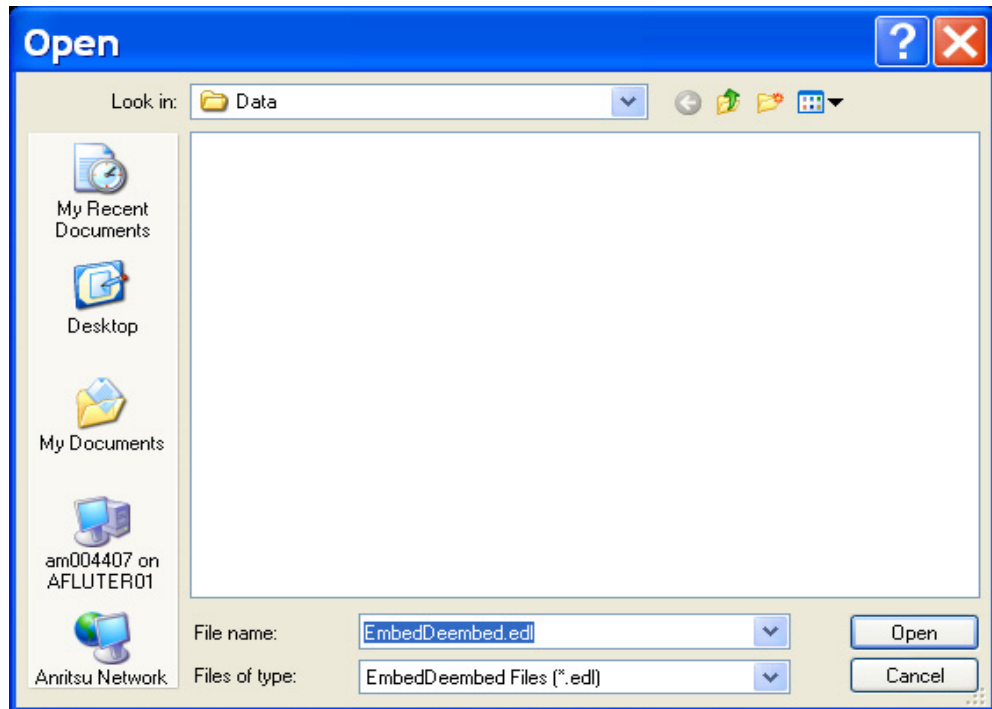 Open
Look in: Data
My Recent
Documents
Desktop
My Documents
am004407 on
AFLUTER01
Anritsu Network
File name: EmbedDeembed.edl Open
Files of type: EmbedDeembed Files (*.edl) Cancel